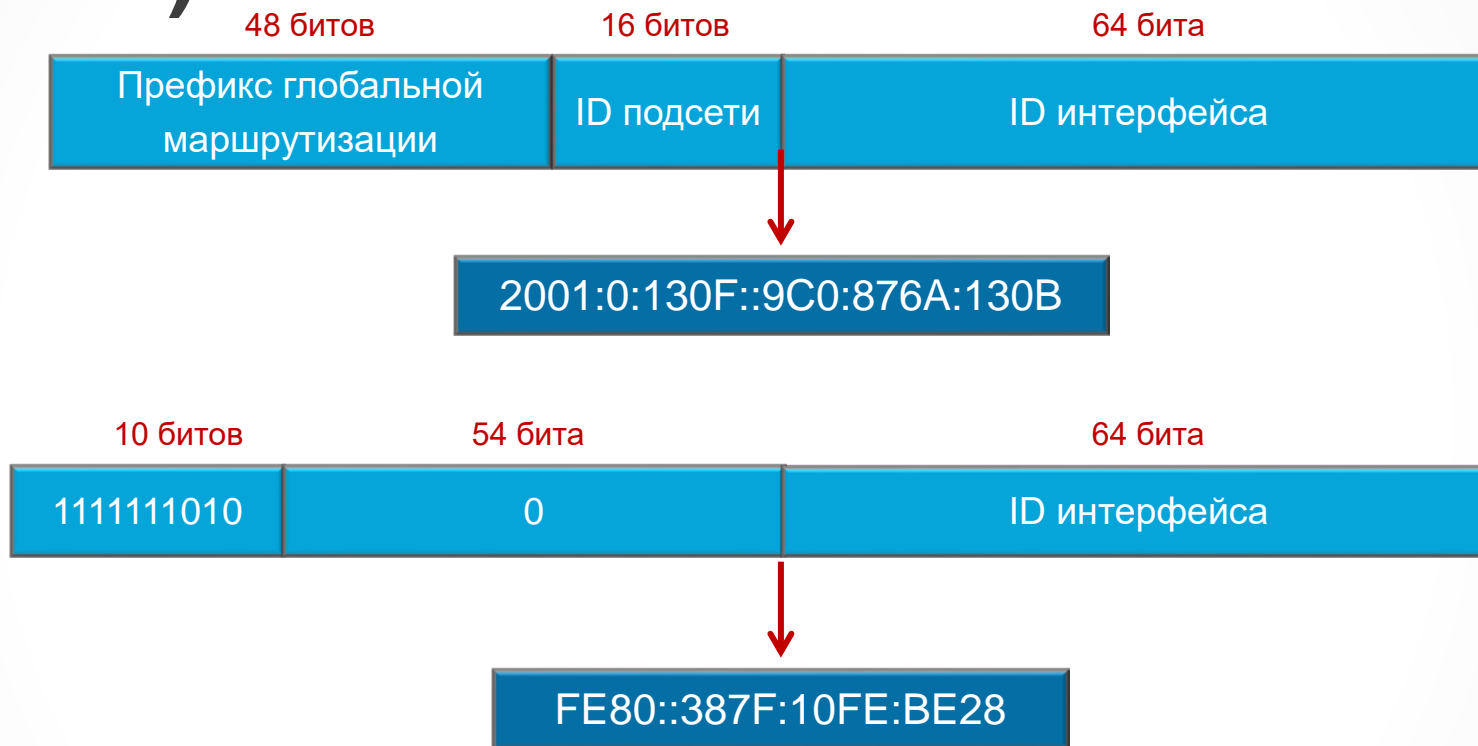 48 битов 16 битов 64 бита
Префикс глобальной
маршрутизации
ID подсети
ID интерфейса
2001:0:130F::9C0:876A:130B
10 битов 54 бита 64 бита
1111111010 0 ID интерфейса
FE80::387F:10FE:BE28